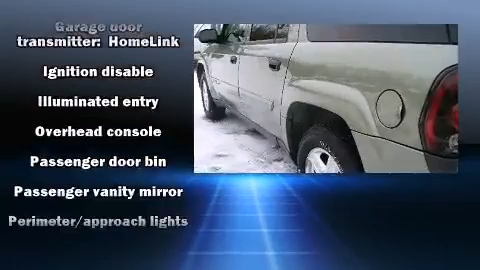 Garage door
transmitter: HomeLink
Ignition disable
Illuminated entry
Overhead console
Passenger door bin
Passenger vanity mirror
Perimeter/approach lights